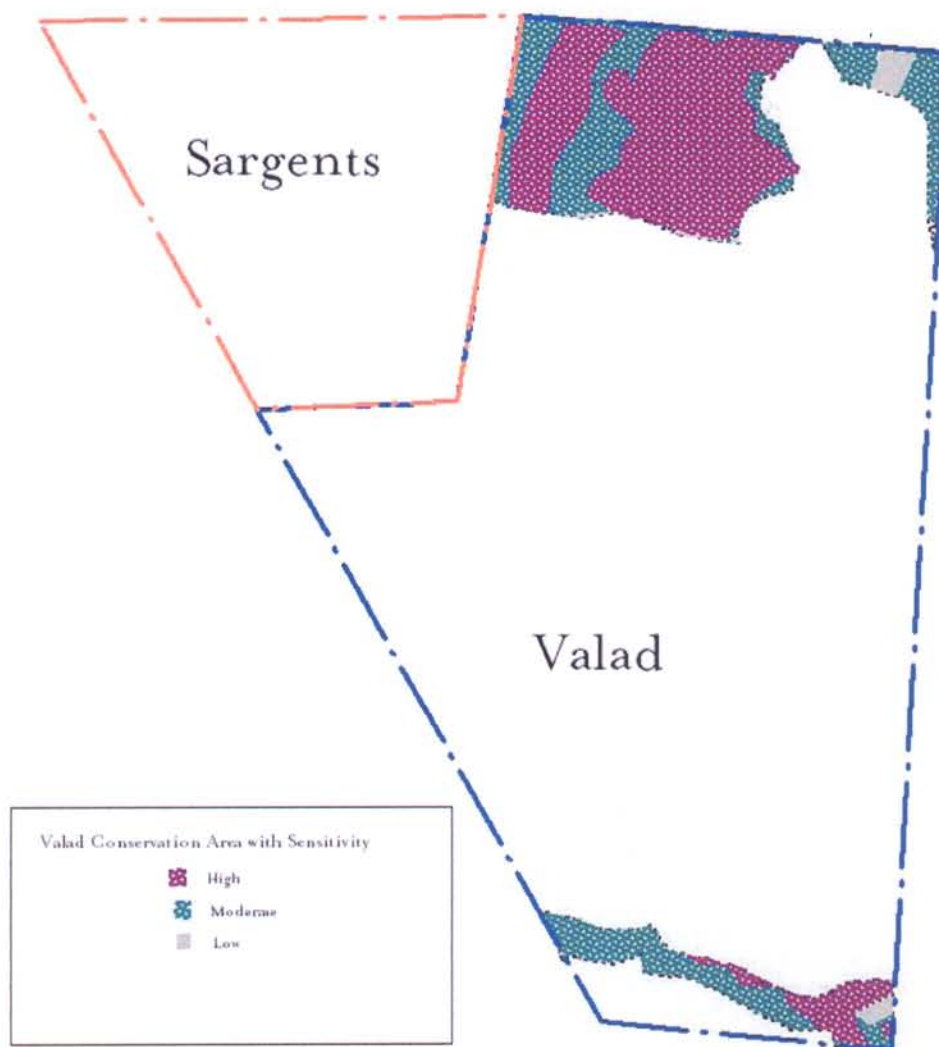 Sargents
Valad
Valad Conservation Area with Sensitivity
High
Moderate
Low